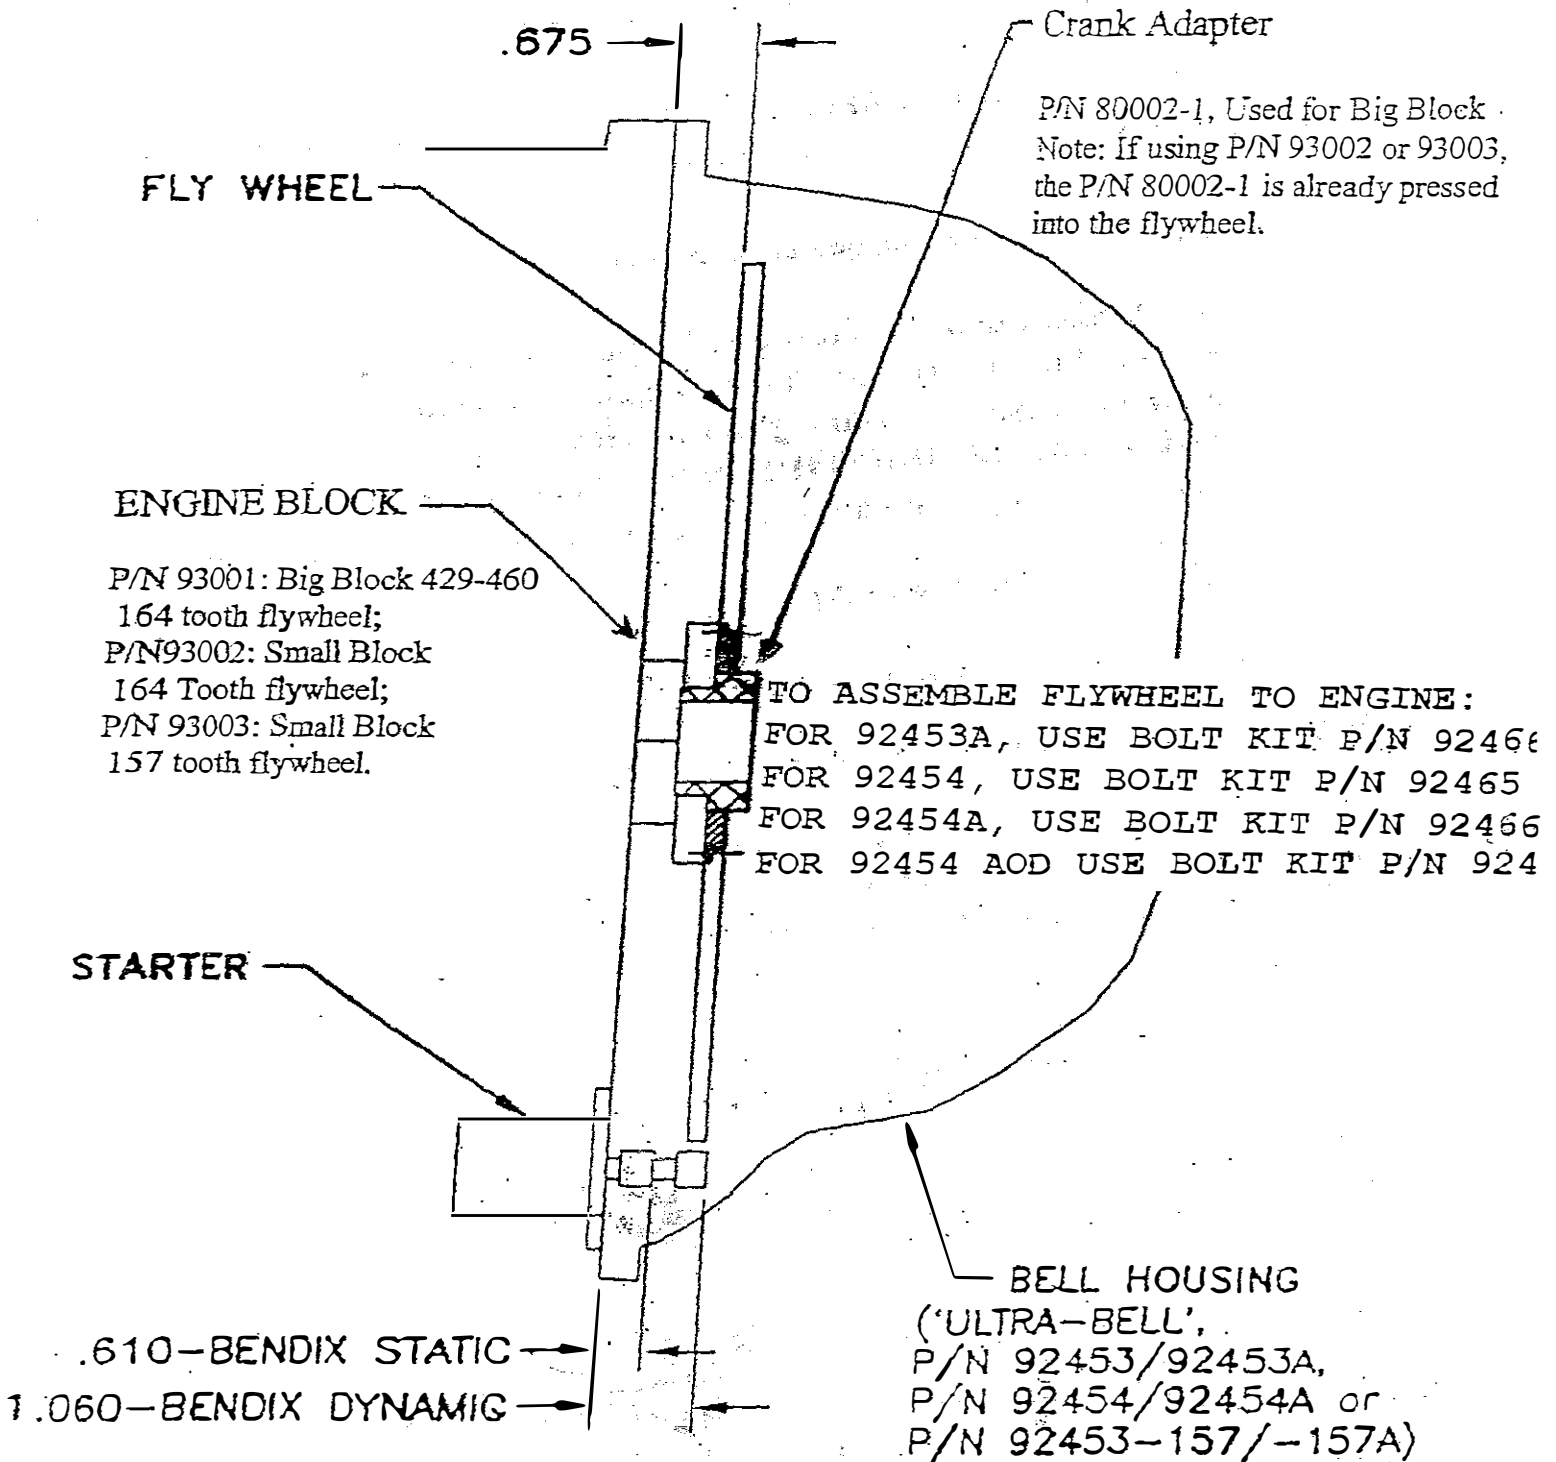 .675
Crank Adapter
P/N 80002-1, Used for Big Block
Note: If using P/N 93002 or 93003,
the P/N 80002-1 is already pressed
into the flywheel.
FLY WHEEL
ENGINE BLOCK
P/N 93001: Big Block 429-460
164 tooth flywheel;
P/N93002: Small Block
164 Tooth flywheel;
P/N 93003: Small Block
157 tooth flywheel.
TO ASSEMBLE FLYWHEEL TO ENGINE:
FOR 92453A, USE BOLT KIT P/N 92466
FOR 92454, USE BOLT KIT P/N 92465
FOR 92454A, USE BOLT KIT P/N 92466
FOR 92454 AOD USE BOLT KIT P/N 924
STARTER
BELL HOUSING
('ULTRA-BELL',
P/N 92453/92453A,
P/N 92454/92454A or
P/N 92453-157/-157A)
.610-BENDIX STATIC
1.060-BENDIX DYNAMIG